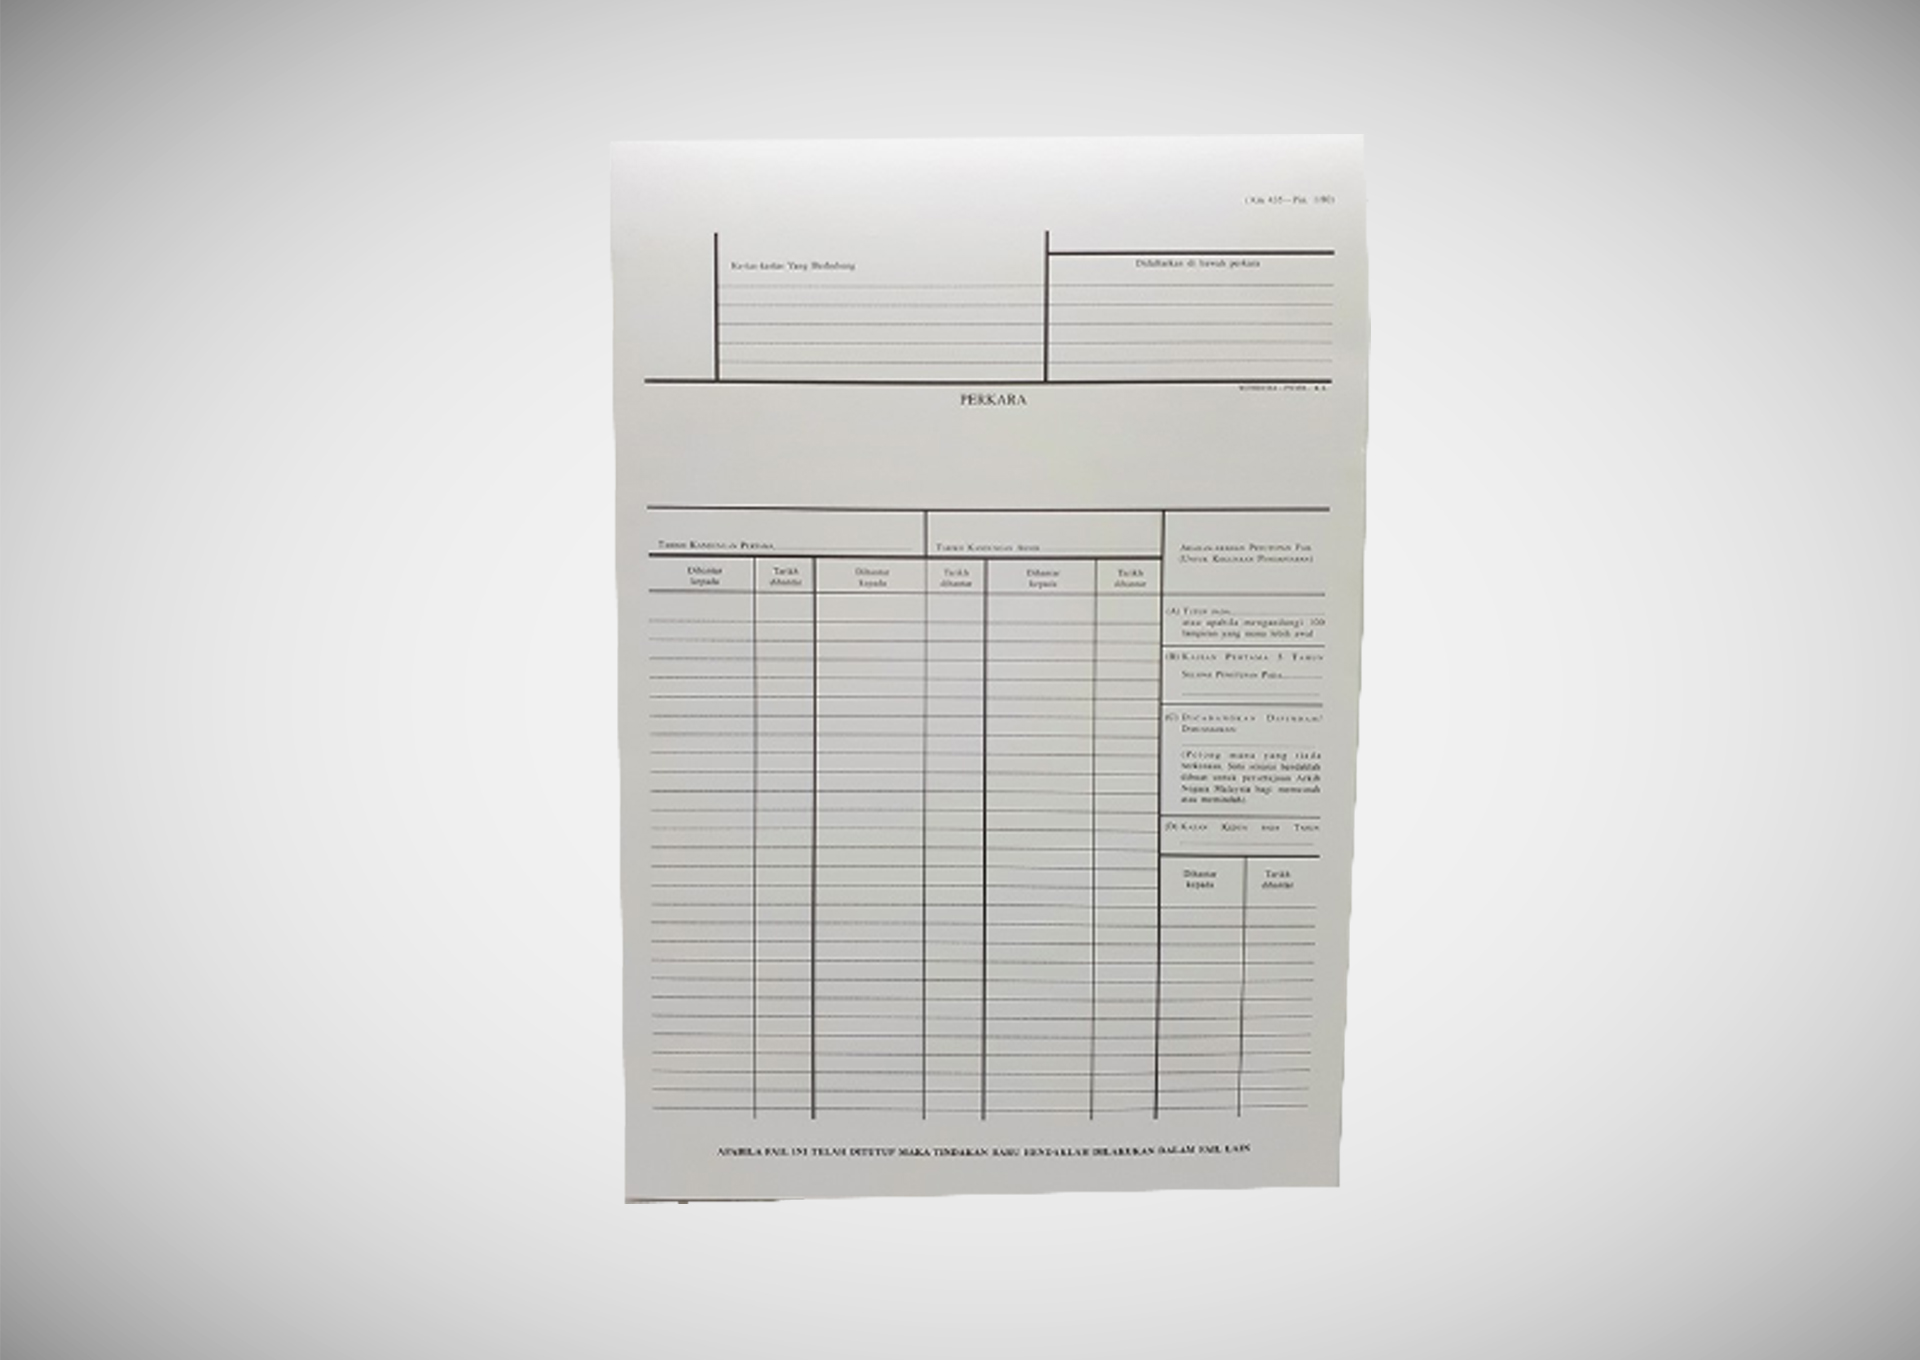 (Am 435—Pin. 1/80)
Kertas-kertas Yang Berhubung
Didaftarkan di bawah perkara
PERKARA
TARIKH KANDUNGAN PERTAMA
TARIKH KANDUNGAN AKHIR
ARAHAN-ARAHAN PENUTUPAN FAIL
(UNTUK KEGUNAAN PENDAFTARAN)
Dihantar kepada
Tarikh dihantar
Dihantar kepada
Tarikh dihantar
Dihantar kepada
Tarikh dihantar
(A) TUTUP PADA
atau apabila mengandungi 100
lampiran yang mana lebih awal
(B) KAJIAN PERTAMA 5 TAHUN
SELEPAS PENUTUPAN PADA
(C) DICADANGKAN DISIMPAN/
DIMUSNAHKAN
(Potong mana yang tiada
berkenaan. Satu senarai hendaklah
dibuat untuk persetujuan Arkib
Negara Malaysia bagi memusnah
atau memindah).
(D) KAJIAN KEDUA PADA TAHUN
Dihantar kepada
Tarikh dihantar
APABILA FAIL INI TELAH DITUTUP MAKA TINDAKAN BARU HENDAKLAH DILAKUKAN DALAM FAIL LAIN